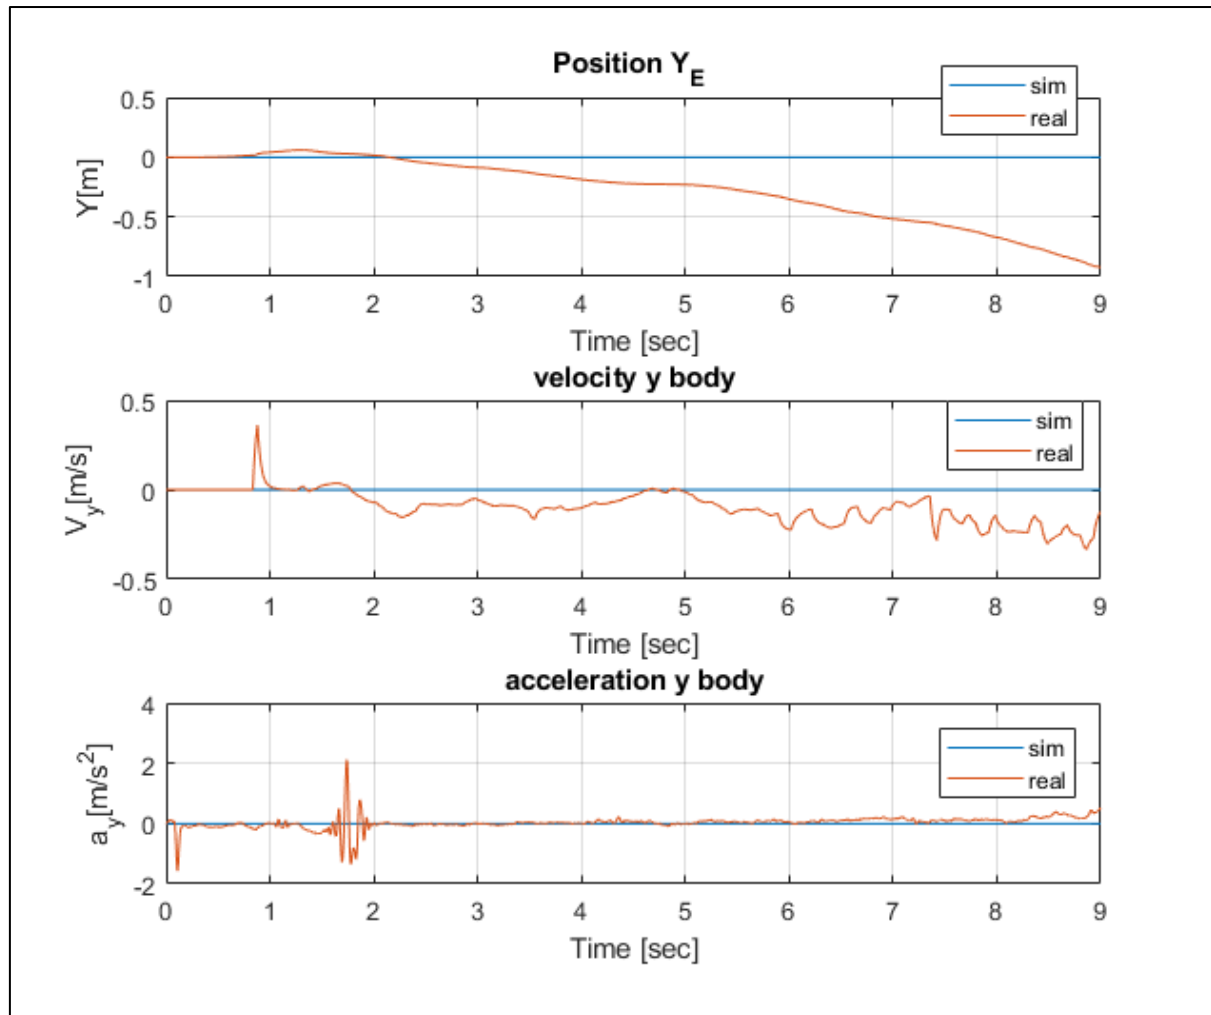 Position Y_E
sim
real
0.5
0
-0.5
-1
Y[m]
0 1 2 3 4 5 6 7 8 9
Time [sec]
velocity y body
sim
real
0.5
0
-0.5
V_y[m/s]
0 1 2 3 4 5 6 7 8 9
Time [sec]
acceleration y body
sim
real
4
2
0
-2
a_y[m/s^2]
0 1 2 3 4 5 6 7 8 9
Time [sec]